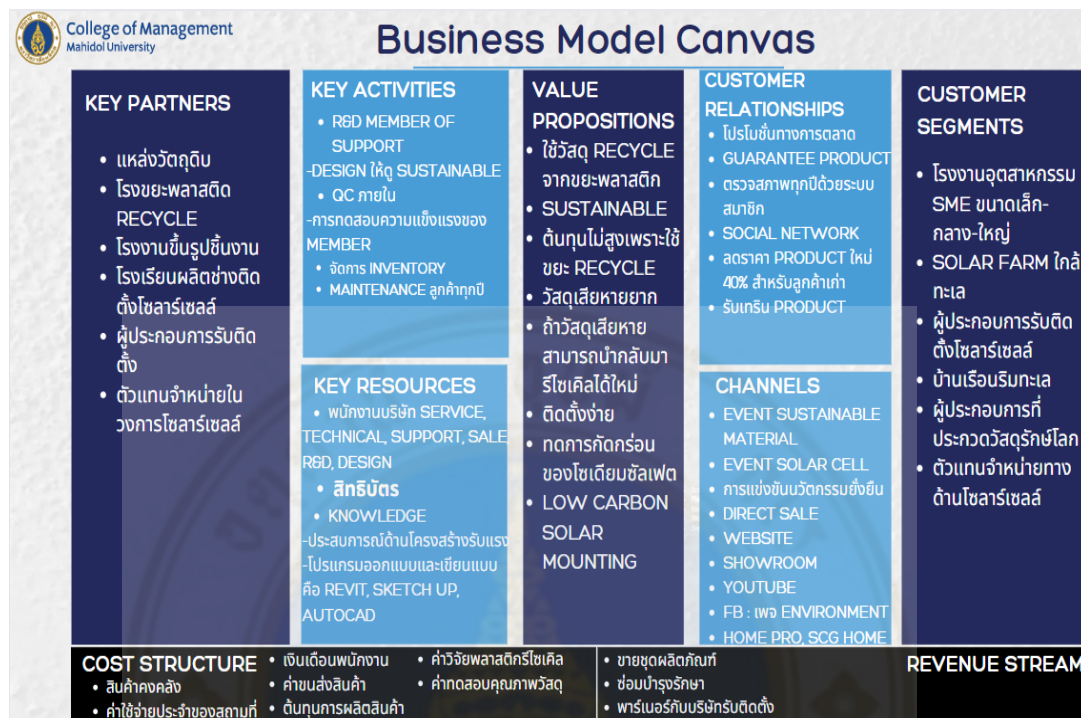 College of Management
Mahidol University
Business Model Canvas
KEY PARTNERS
• แหล่งวัตถุดิบ
• โรงขยะพลาสติด
RECYCLE
• โรงงานขึ้นรูปชิ้นงาน
• โรงเรียนผลิตช่างติด
ตั้งโซลาร์เซลล์
• ผู้ประกอบการรับติด
ตั้ง
• ตัวแทนจำหน่ายใน
วงการโซลาร์เซลล์
KEY ACTIVITIES
• R&D MEMBER OF
SUPPORT
-DESIGN ให้ดู SUSTAINABLE
• QC ภายใน
-การทดสอบความแข็งแรงของ
MEMBER
• จัดการ INVENTORY
• MAINTENANCE ลูกค้าทุกปี
KEY RESOURCES
• พนักงานบริษัท SERVICE,
TECHNICAL, SUPPORT, SALE,
R&D, DESIGN
• สิทธิบัตร
• KNOWLEDGE
-ประสบการณ์ด้านโครงสร้างรับแรง
-โปรแกรมออกแบบและเขียนแบบ
คือ REVIT, SKETCH UP,
AUTOCAD
VALUE
PROPOSITIONS
• ใช้วัสดุ RECYCLE
จากขยะพลาสติก
• SUSTAINABLE
• ต้นทุนไม่สูงเพราะใช้
ขยะ RECYCLE
• วัสดุเสียหายยาก
• ถ้าวัสดุเสียหาย
สามารถนำกลับมา
รีไซเคิลได้ใหม่
• ติดตั้งง่าย
• ทดการกัดกร่อน
ของโซเดียมซัลเฟต
• LOW CARBON
SOLAR
MOUNTING
CUSTOMER
RELATIONSHIPS
• โปรโมชั่นทางการตลาด
• GUARANTEE PRODUCT
• ตรวจสภาพทุกปีด้วยระบบ
สมาชิก
• SOCIAL NETWORK
• ลดราคา PRODUCT ใหม่
40% สำหรับลูกค้าเก่า
• รับเทริน PRODUCT
CHANNELS
• EVENT SUSTAINABLE
MATERIAL
• EVENT SOLAR CELL
• การแข่งขันนวัตกรรมยั่งยืน
• DIRECT SALE
• WEBSITE
• SHOWROOM
• YOUTUBE
• FB : เพจ ENVIRONMENT
• HOME PRO, SCG HOME
CUSTOMER
SEGMENTS
• โรงงานอุตสาหกรรม
SME ขนาดเล็ก-
กลาง-ใหญ่
• SOLAR FARM ใกล้
ทะเล
• ผู้ประกอบการรับติด
ตั้งโซลาร์เซลล์
• บ้านเรือนริมทะเล
• ผู้ประกอบการที่
ประกวดวัสดุรักษ์โลก
• ตัวแทนจำหน่ายทาง
ด้านโซลาร์เซลล์
COST STRUCTURE
• สินค้าคงคลัง
• ค่าใช้จ่ายประจำของสถานที่
• เงินเดือนพนักงาน
• ค่าขนส่งสินค้า
• ต้นทุนการผลิตสินค้า
• ค่าวิจัยพลาสติกรีไซเคิล
• ค่าทดสอบคุณภาพวัสดุ
• ขายชุดผลิตภัณฑ์
• ซ่อมบำรุงรักษา
• พาร์เนอร์กับบริษัทรับติดตั้ง
REVENUE STREAM